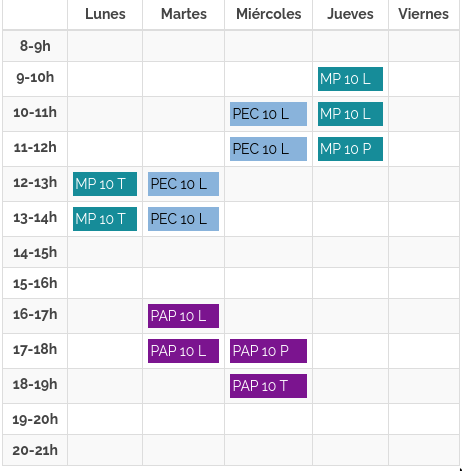 Lunes Martes Miércoles Jueves Viernes
8-9h
9-10h MP 10 L
10-11h PEC 10 L MP 10 L
11-12h PEC 10 L MP 10 P
12-13h MP 10 T PEC 10 L
13-14h MP 10 T PEC 10 L
14-15h
15-16h
16-17h PAP 10 L
17-18h PAP 10 L PAP 10 P
18-19h PAP 10 T
19-20h
20-21h